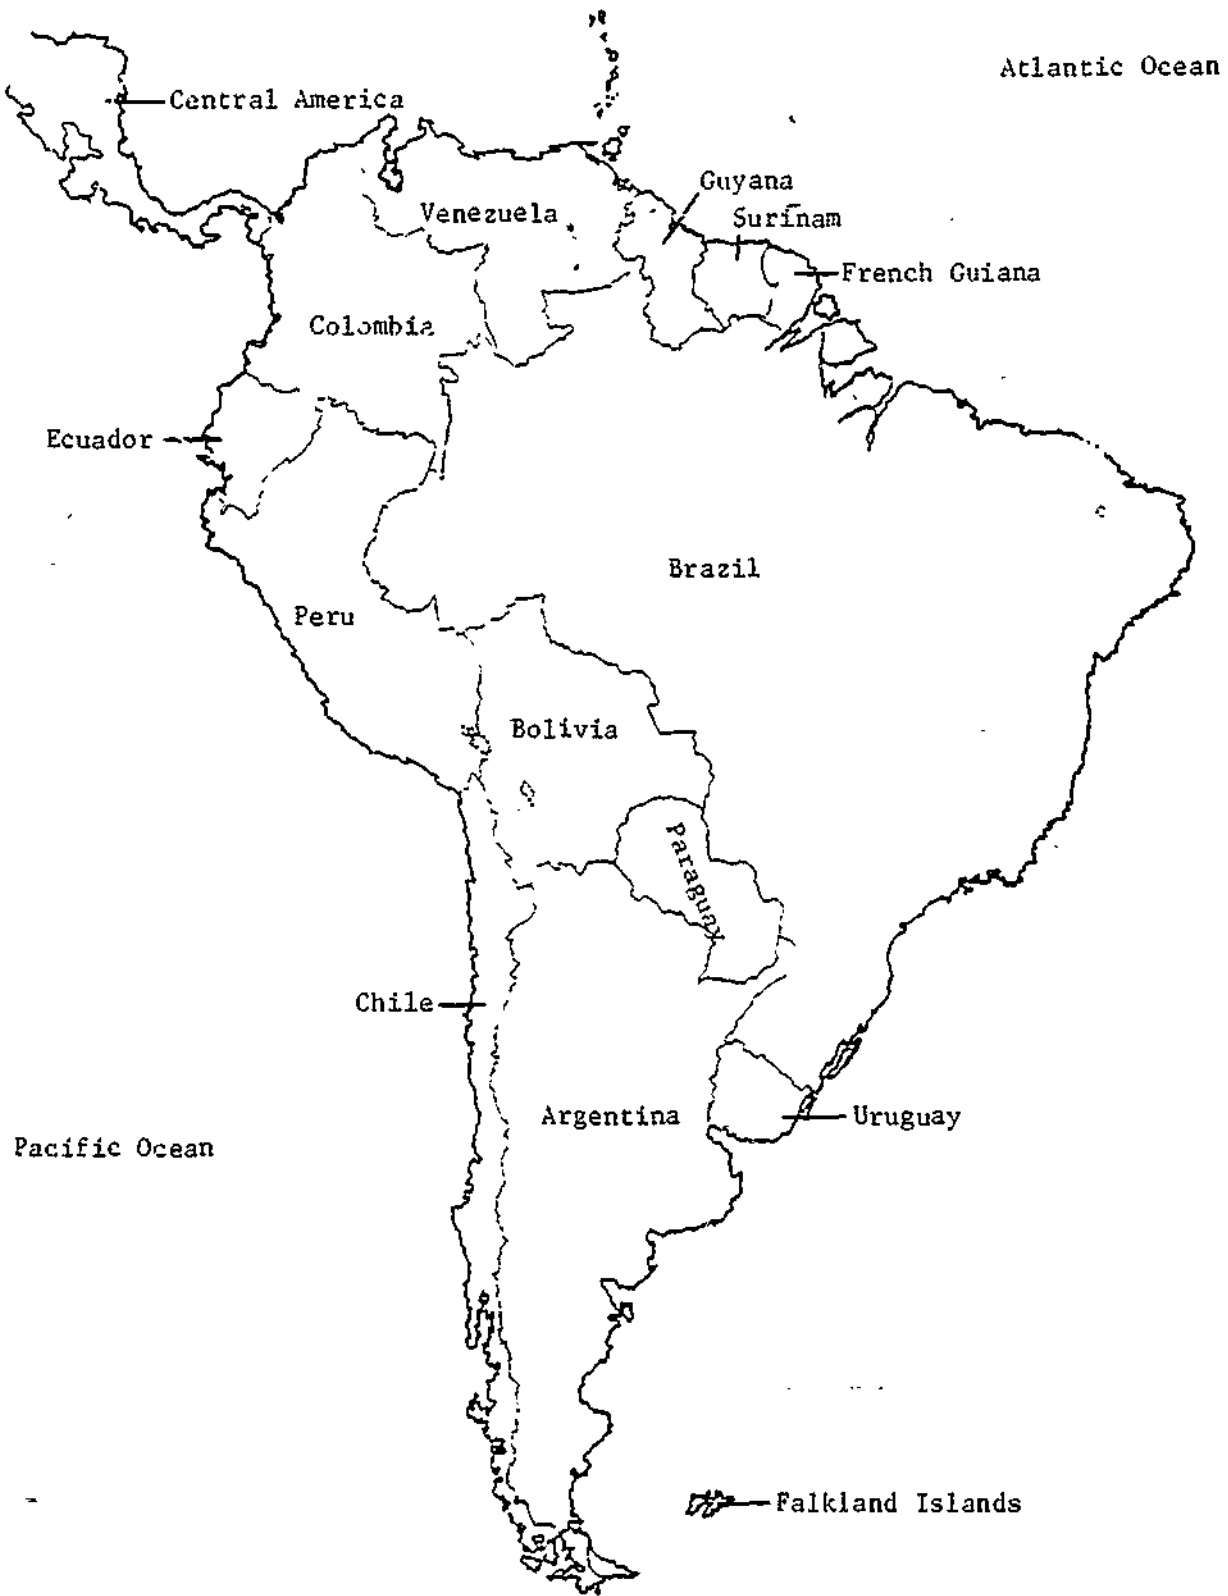 Atlantic Ocean
Central America
Guyana
Venezuela
Surinam
French Guiana
Colombia
Ecuador
Brazil
Peru
Bolivia
Paraguay
Chile
Argentina
Uruguay
Pacific Ocean
Falkland Islands